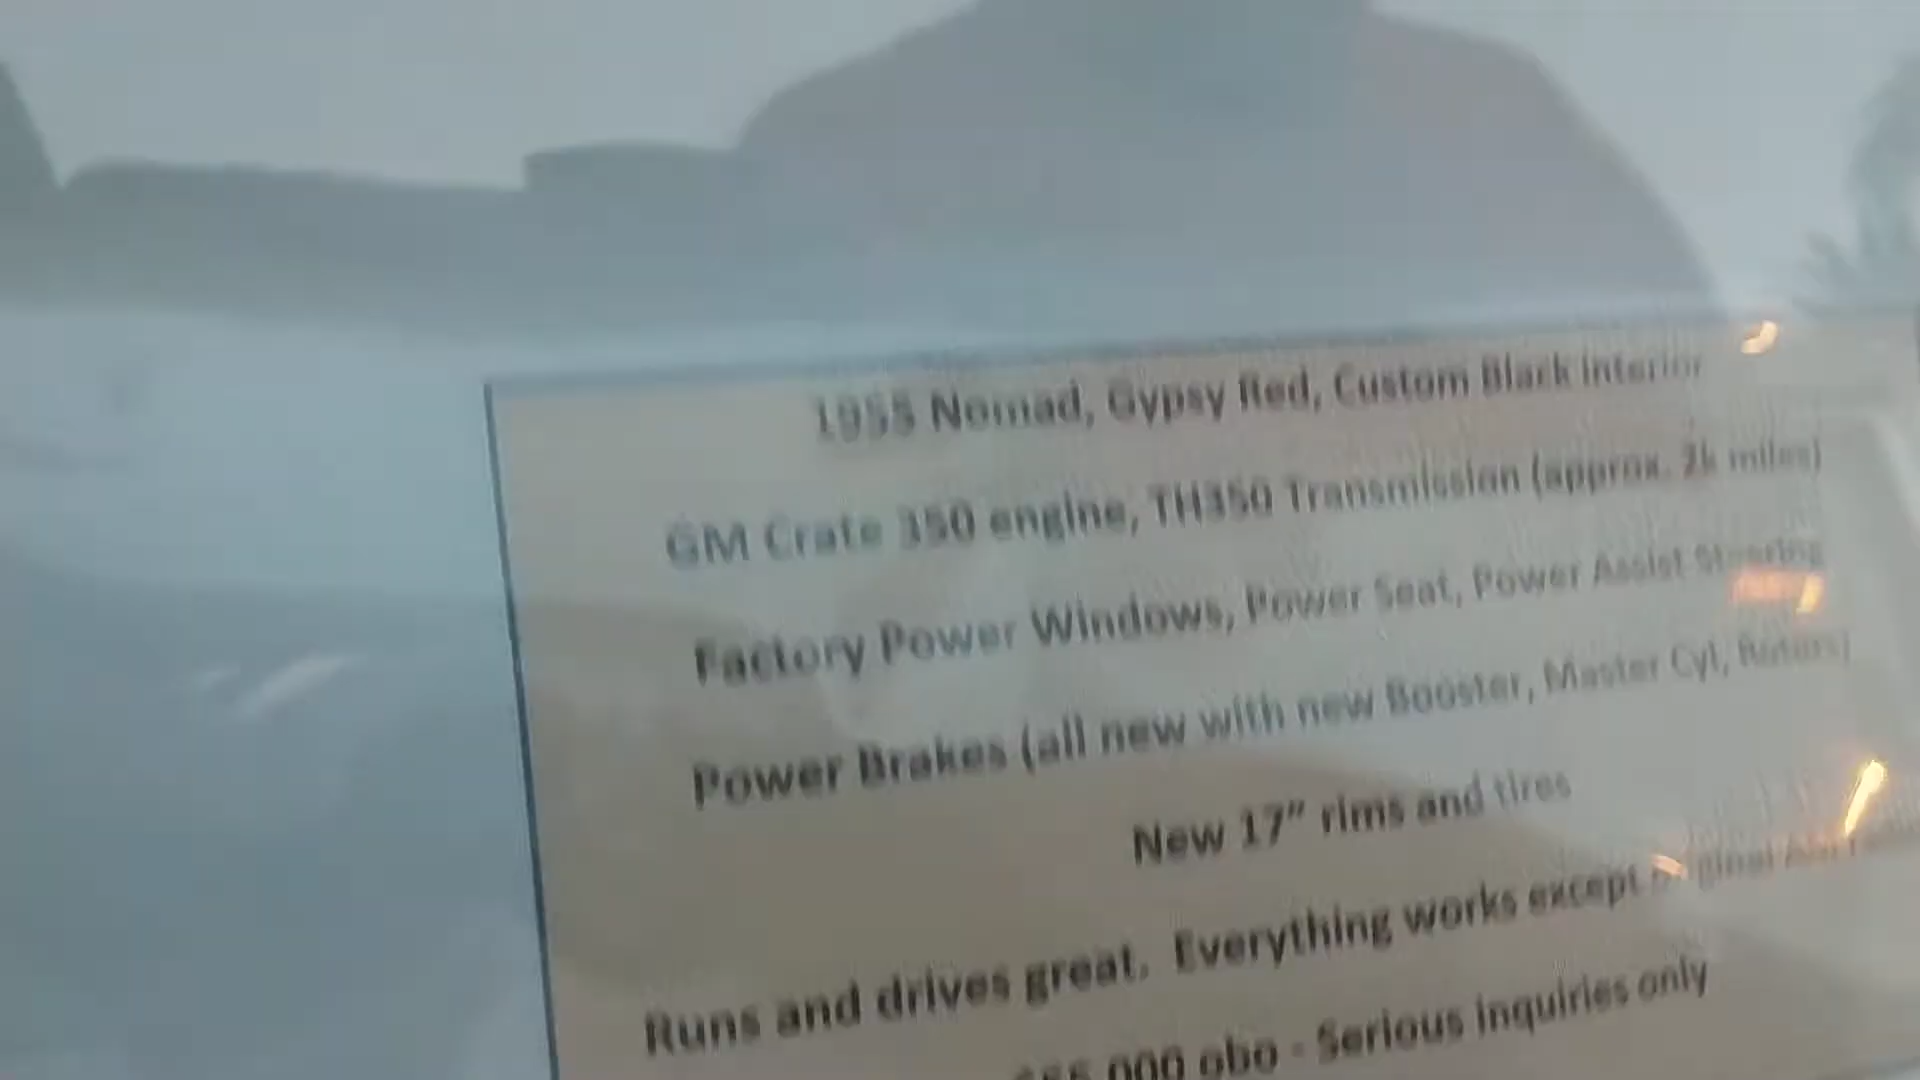 1955 Nomad, Gypsy Red, Custom Black Interior
GM Crate 350 engine, TH350 Transmission (approx. 2k miles)
Factory Power Windows, Power Seat, Power Assist Steering
Power Brakes (all new with new Booster, Master Cyl, Rotors)
New 17" rims and tires
Runs and drives great. Everything works except
obo - Serious inquiries only